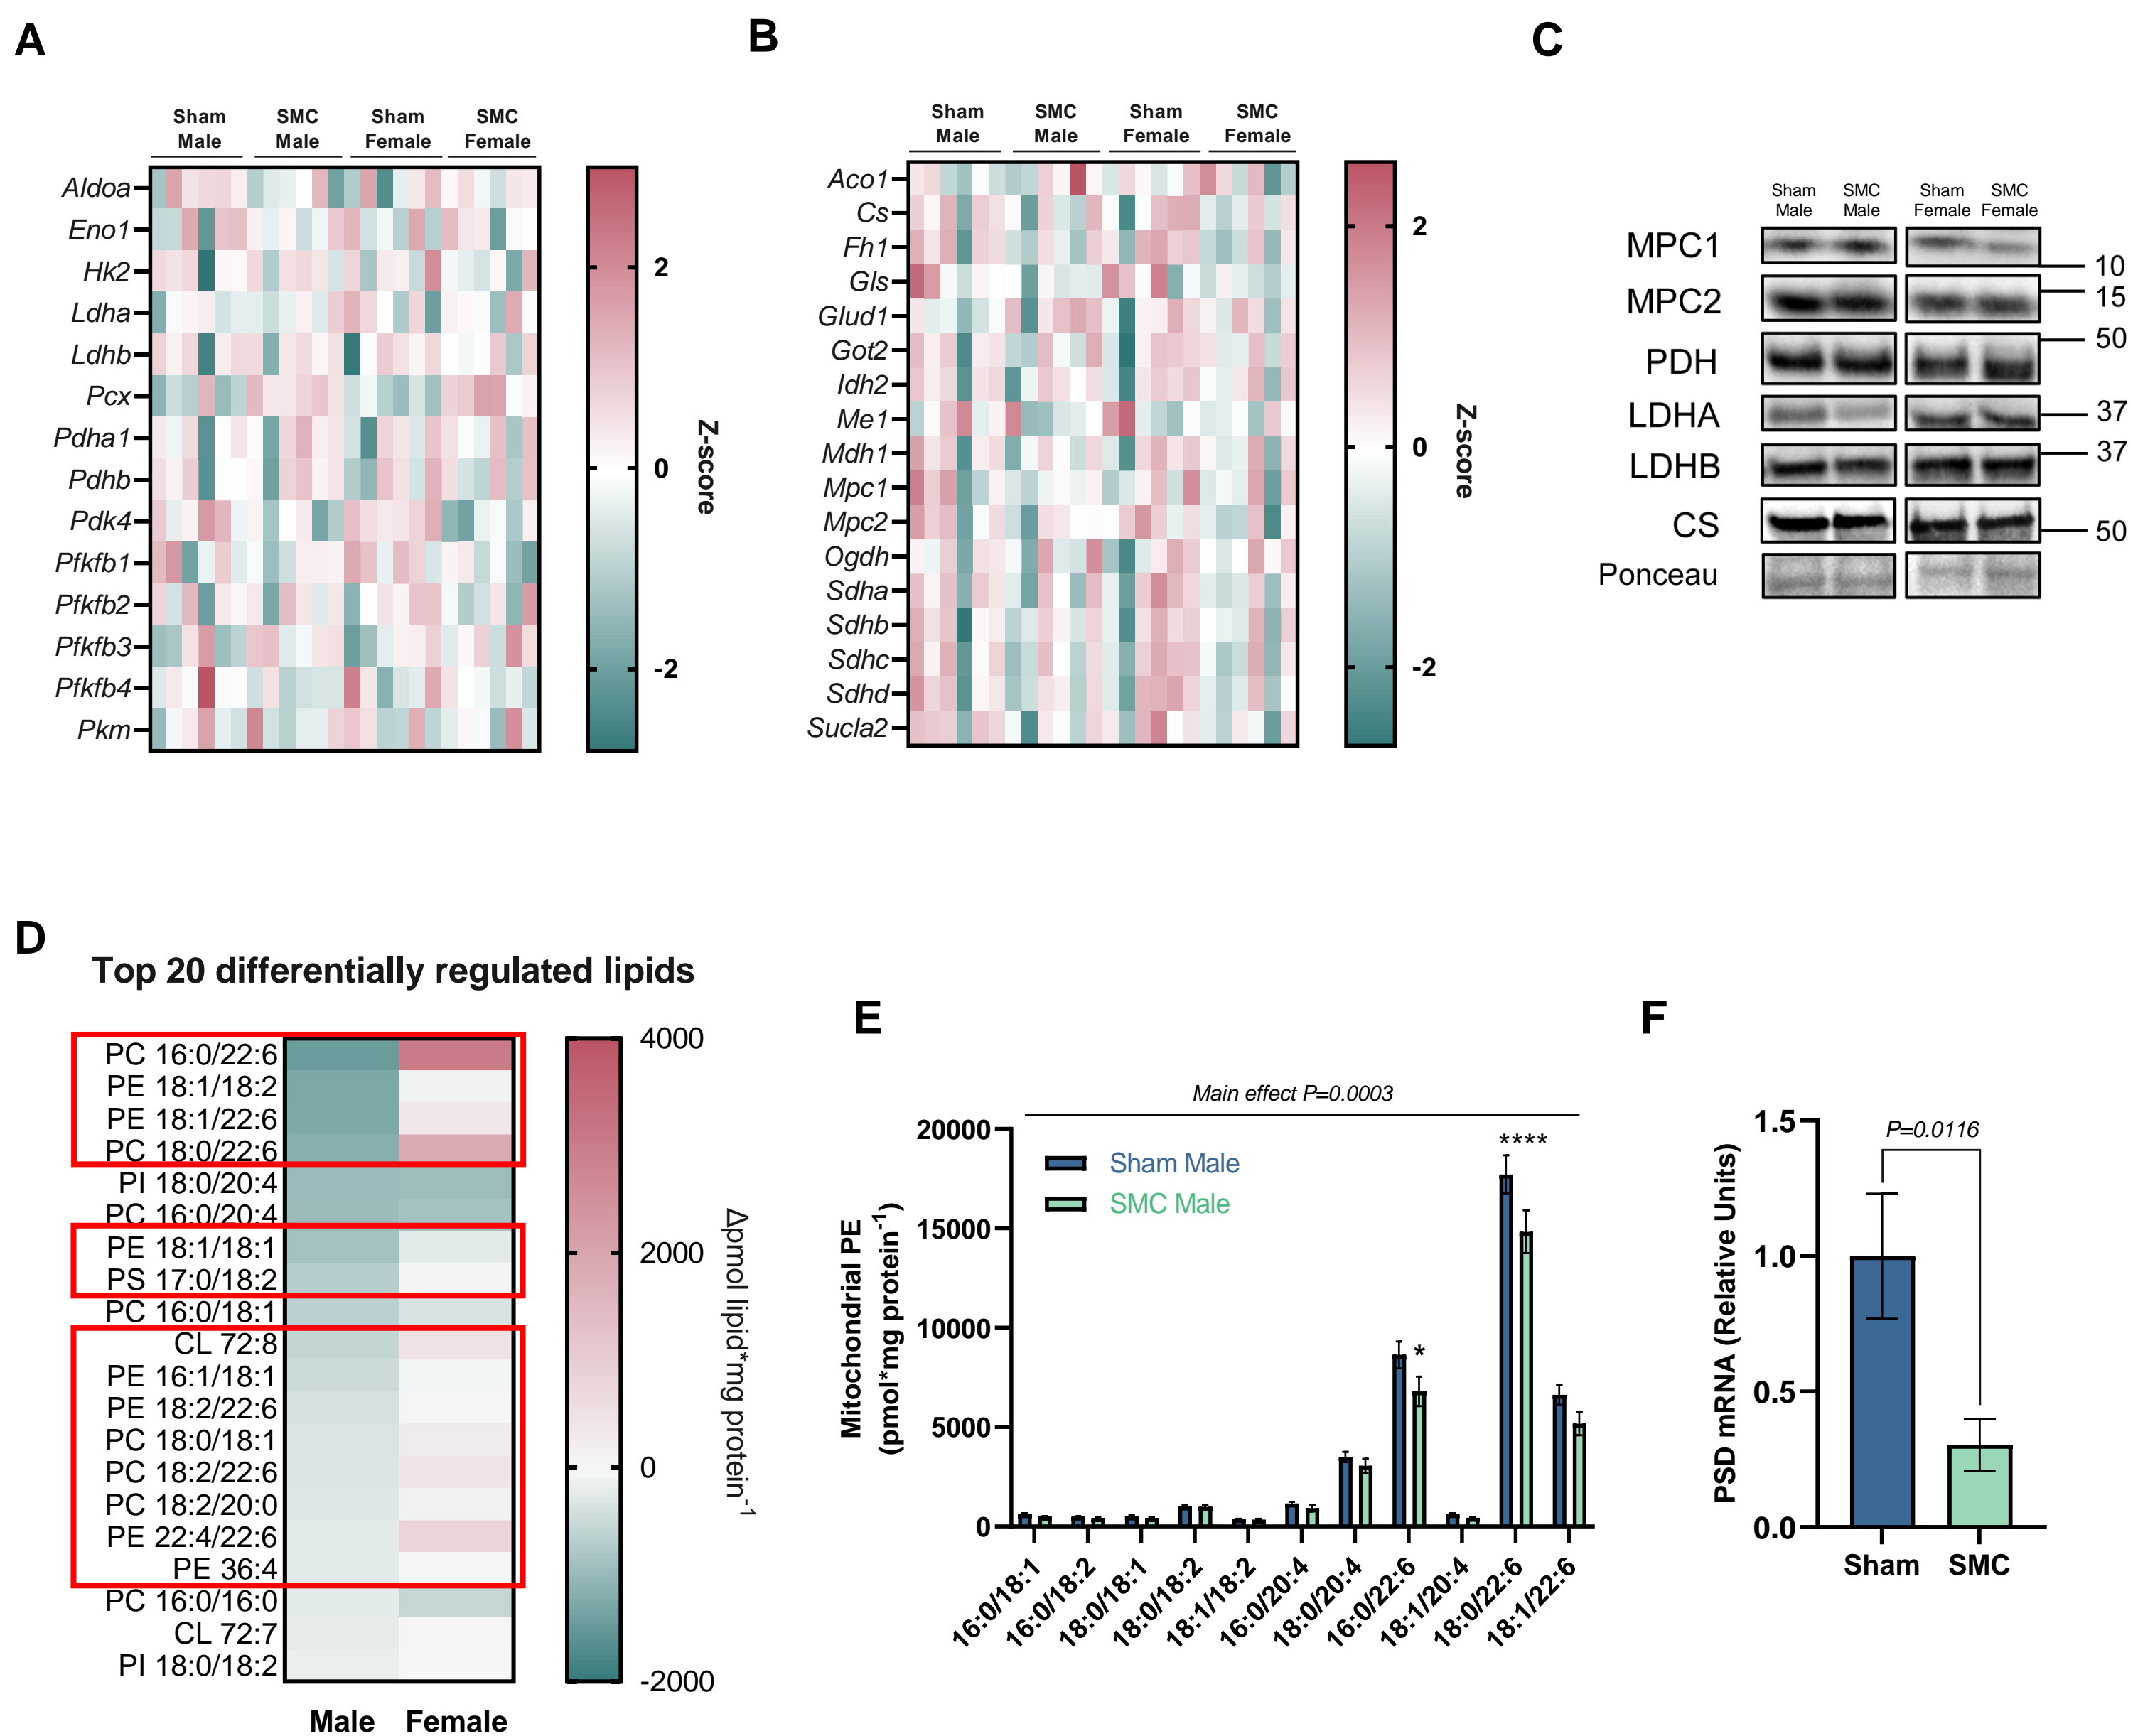 A
Sham SMC Sham SMC
Male Male Female Female
Aldoa
Eno1
Hk2
Ldha
Ldhb
Pcx
Pdha1
Pdhb
Pdk4
Pfkfb1
Pfkfb2
Pfkfb3
Pfkfb4
Pkm
2
0
-2
Z-score
B
Sham SMC Sham SMC
Male Male Female Female
Aco1
Cs
Fh1
Gls
Glud1
Got2
Idh2
Me1
Mdh1
Mpc1
Mpc2
Ogdh
Sdha
Sdhb
Sdhc
Sdhd
Sucla2
2
0
-2
Z-score
C
Sham SMC Sham SMC
Male Male Female Female
MPC1
10
MPC2
15
PDH
50
LDHA
37
LDHB
37
CS
50
Ponceau
D
Top 20 differentially regulated lipids
PC 16:0/22:6
PE 18:1/18:2
PE 18:1/22:6
PC 18:0/22:6
PI 18:0/20:4
PC 16:0/20:4
PE 18:1/18:1
PS 17:0/18:2
PC 16:0/18:1
CL 72:8
PE 16:1/18:1
PE 18:2/22:6
PC 18:0/18:1
PC 18:2/22:6
PC 18:2/20:0
PE 22:4/22:6
PE 36:4
PC 16:0/16:0
CL 72:7
PI 18:0/18:2
Male Female
4000
2000
0
-2000
Δpmol lipid*mg protein-1
E
Main effect P=0.0003
Mitochondrial PE
(pmol*mg protein-1)
20000
15000
10000
5000
0
Sham Male
SMC Male
*
****
16:0/18:1
16:0/18:2
18:0/18:1
18:0/18:2
18:1/18:2
16:0/20:4
18:0/20:4
16:0/22:6
18:1/20:4
18:0/22:6
18:1/22:6
F
PSD mRNA (Relative Units)
1.5
1.0
0.5
0.0
P=0.0116
Sham SMC